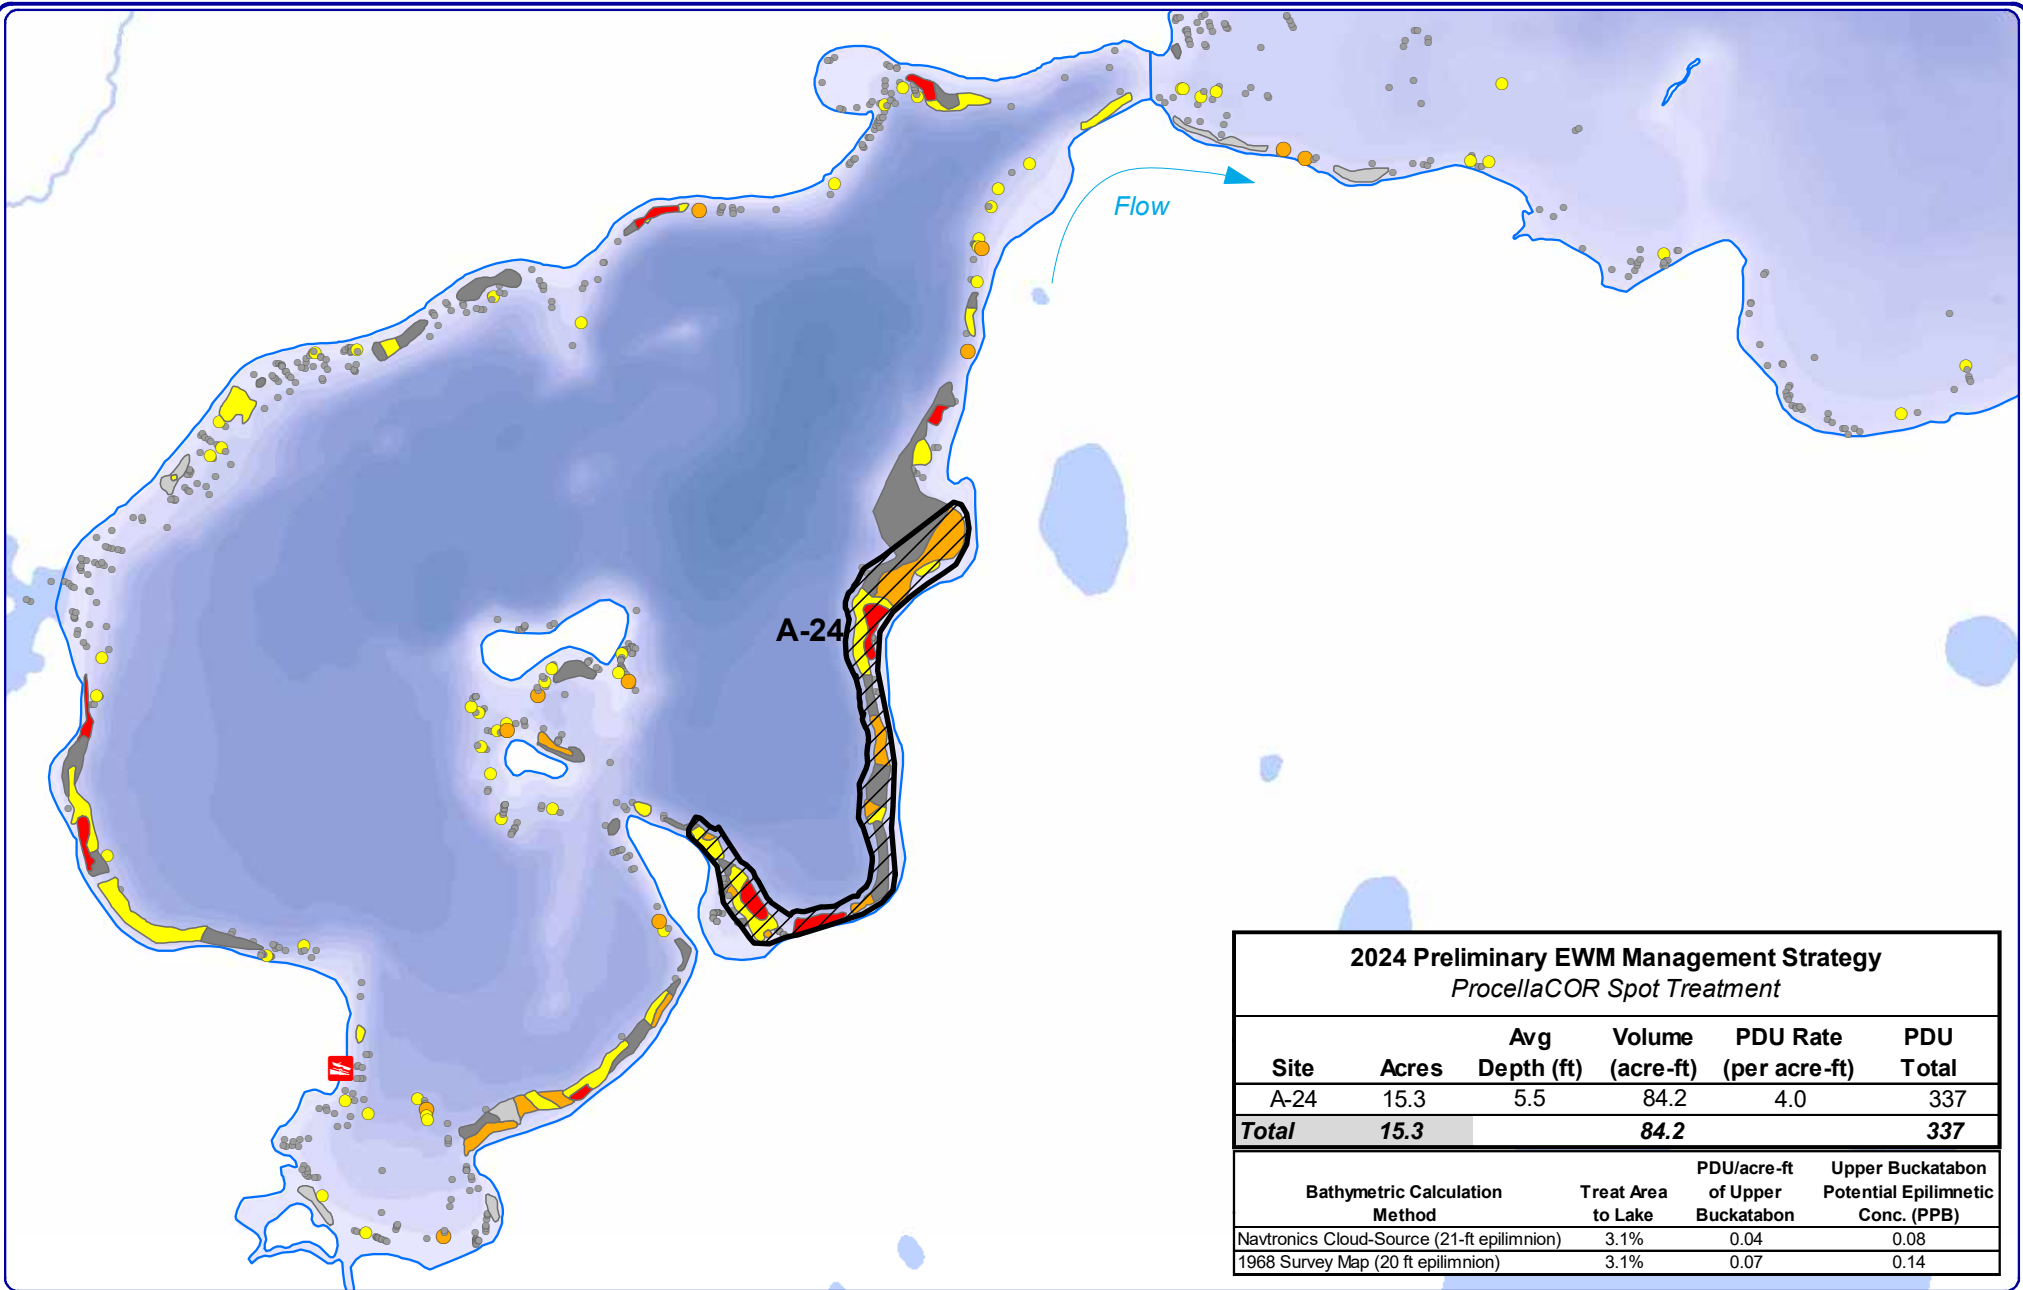 Flow
A-24
2024 Preliminary EWM Management Strategy
ProcellaCOR Spot Treatment
Site Acres Avg Depth (ft) Volume (acre-ft) PDU Rate (per acre-ft) PDU Total
A-24 15.3 5.5 84.2 4.0 337
Total 15.3 84.2 337
Bathymetric Calculation Method Treat Area to Lake PDU/acre-ft of Upper Buckatabon Upper Buckatabon Potential Epilimnetic Conc. (PPB)
Navtronics Cloud-Source (21-ft epilimnion) 3.1% 0.04 0.08
1968 Survey Map (20 ft epilimnion) 3.1% 0.07 0.14